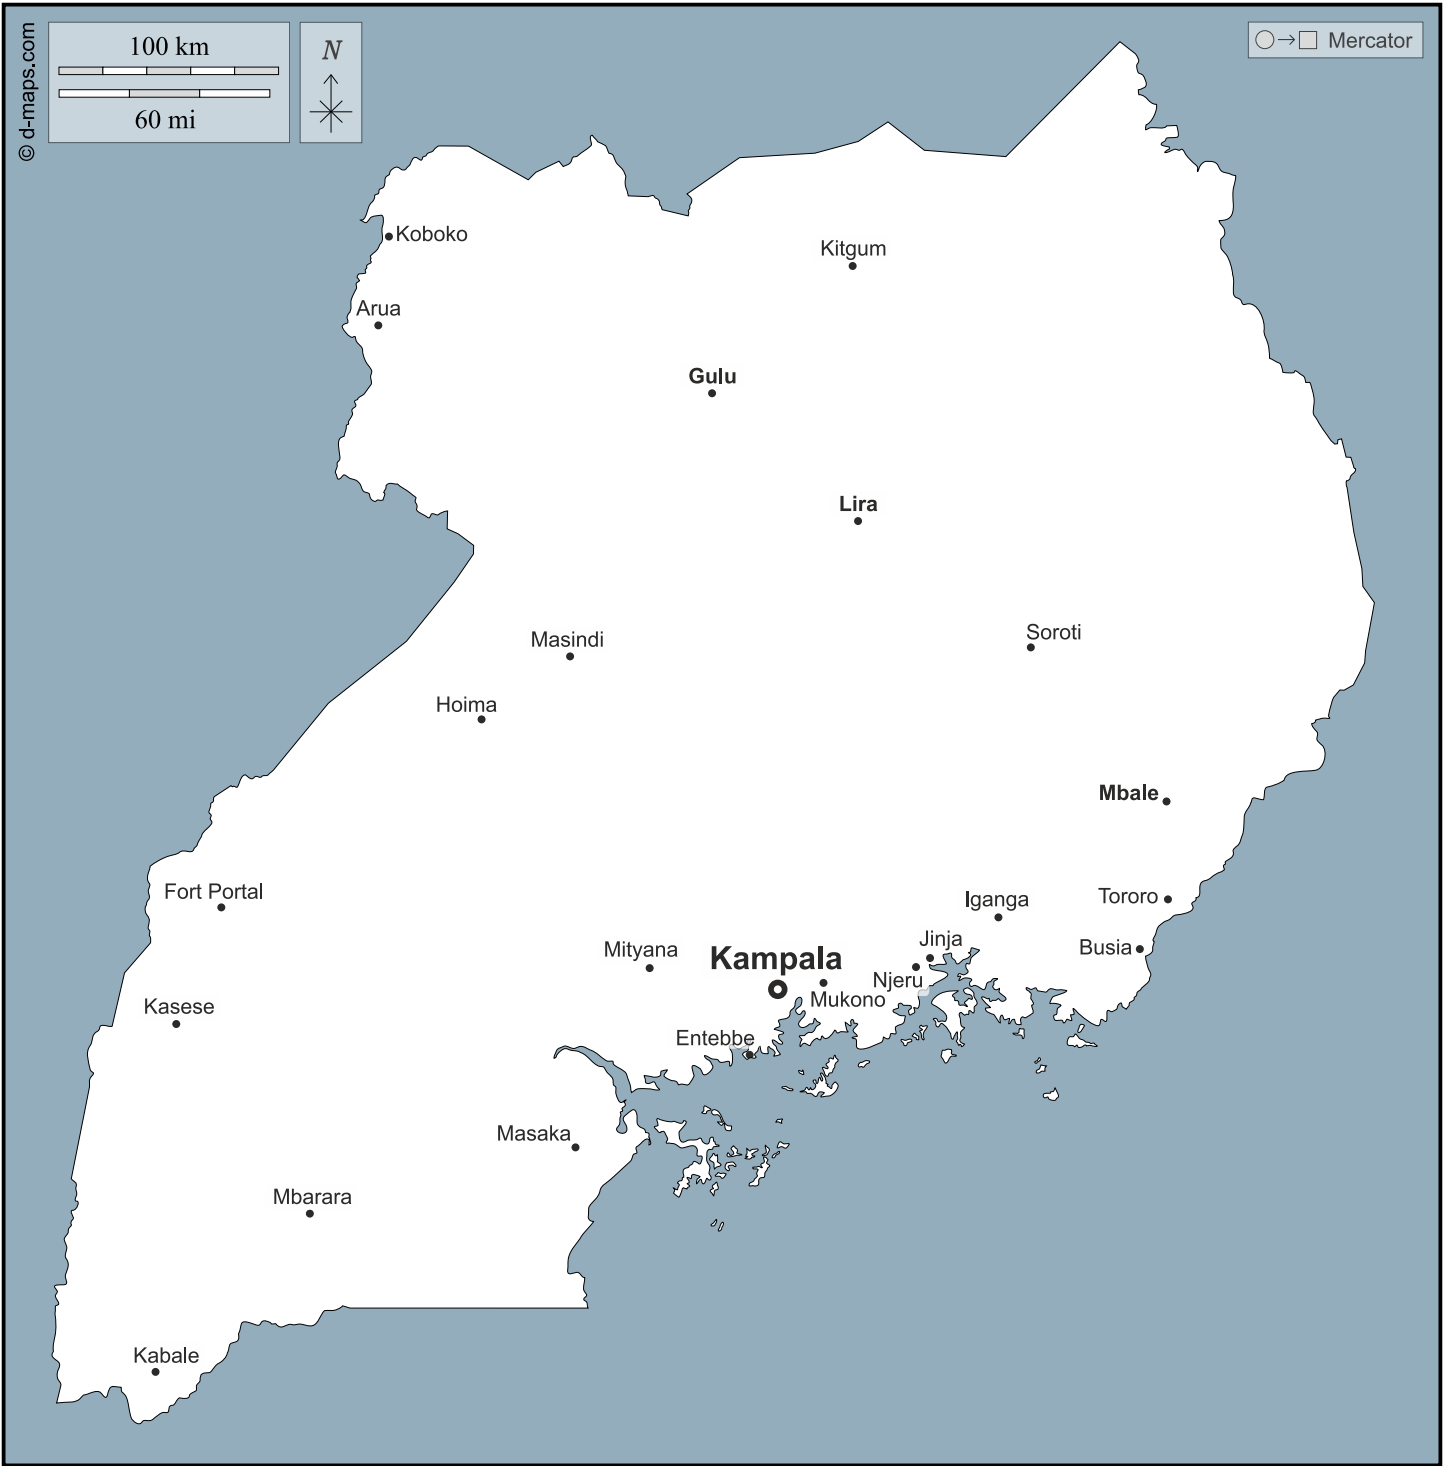 © d-maps.com
100 km
60 mi
N
Mercator
Koboko
Kitgum
Arua
Gulu
Lira
Soroti
Masindi
Hoima
Mbale
Fort Portal
Iganga
Tororo
Jinja
Busia
Mityana
Kampala
Njeru
Mukono
Kasese
Entebbe
Masaka
Mbarara
Kabale